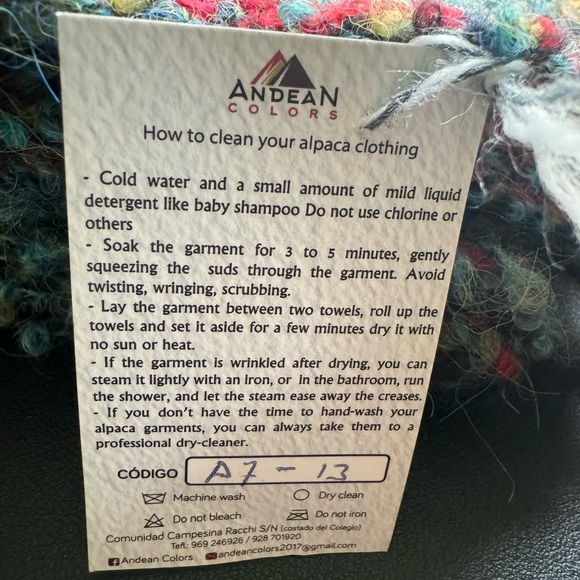 ANDEAN
COLORS
How to clean your alpaca clothing
- Cold water and a small amount of mild liquid
detergent like baby shampoo Do not use chlorine or
others
- Soak the garment for 3 to 5 minutes, gently
squeezing the suds through the garment. Avoid
twisting, wringing, scrubbing.
- Lay the garment between two towels, roll up the
towels and set it aside for a few minutes dry it with
no sun or heat.
- If the garment is wrinkled after drying, you can
steam it lightly with an iron, or in the bathroom, run
the shower, and let the steam ease away the creases.
- If you don't have the time to hand-wash your
alpaca garments, you can always take them to a
professional dry-cleaner.
CÓDIGO A7-13
Machine wash Dry clean
Do not bleach Do not iron
Comunidad Campesina Racchi S/N (costado del Colegio)
Tef.: 969 246926 / 928 701920
Andean Colors andeancolors2017@gmail.com